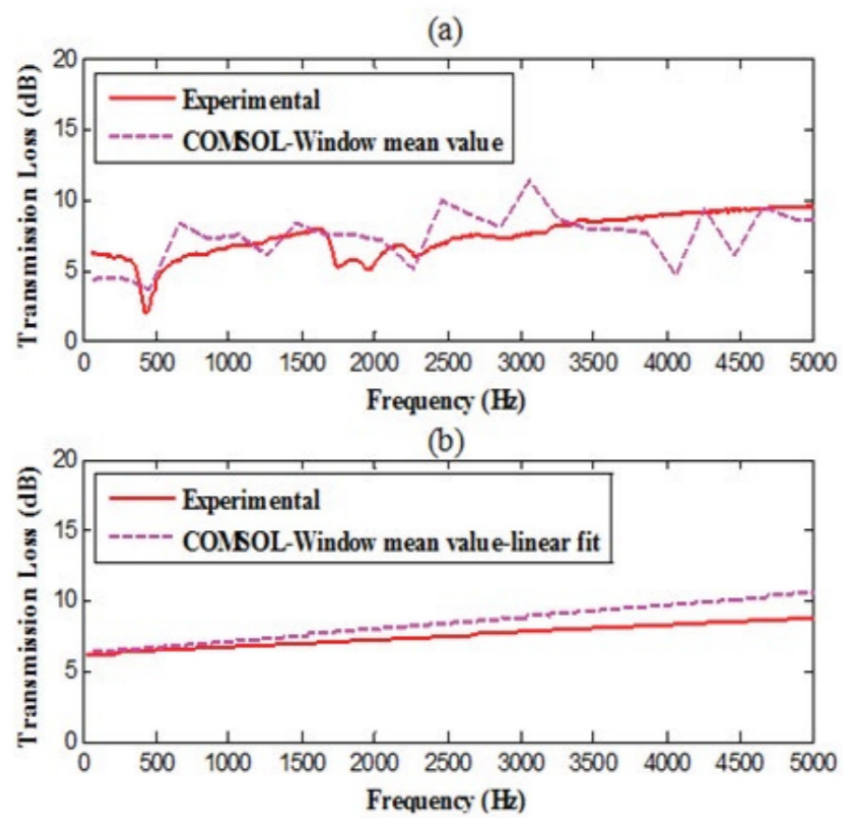 (a)
Transmission Loss (dB)
20
15
10
5
0
Experimental
COMSOL-Window mean value
0 500 1000 1500 2000 2500 3000 3500 4000 4500 5000
Frequency (Hz)
(b)
Transmission Loss (dB)
20
15
10
5
0
Experimental
COMSOL-Window mean value-linear fit
0 500 1000 1500 2000 2500 3000 3500 4000 4500 5000
Frequency (Hz)